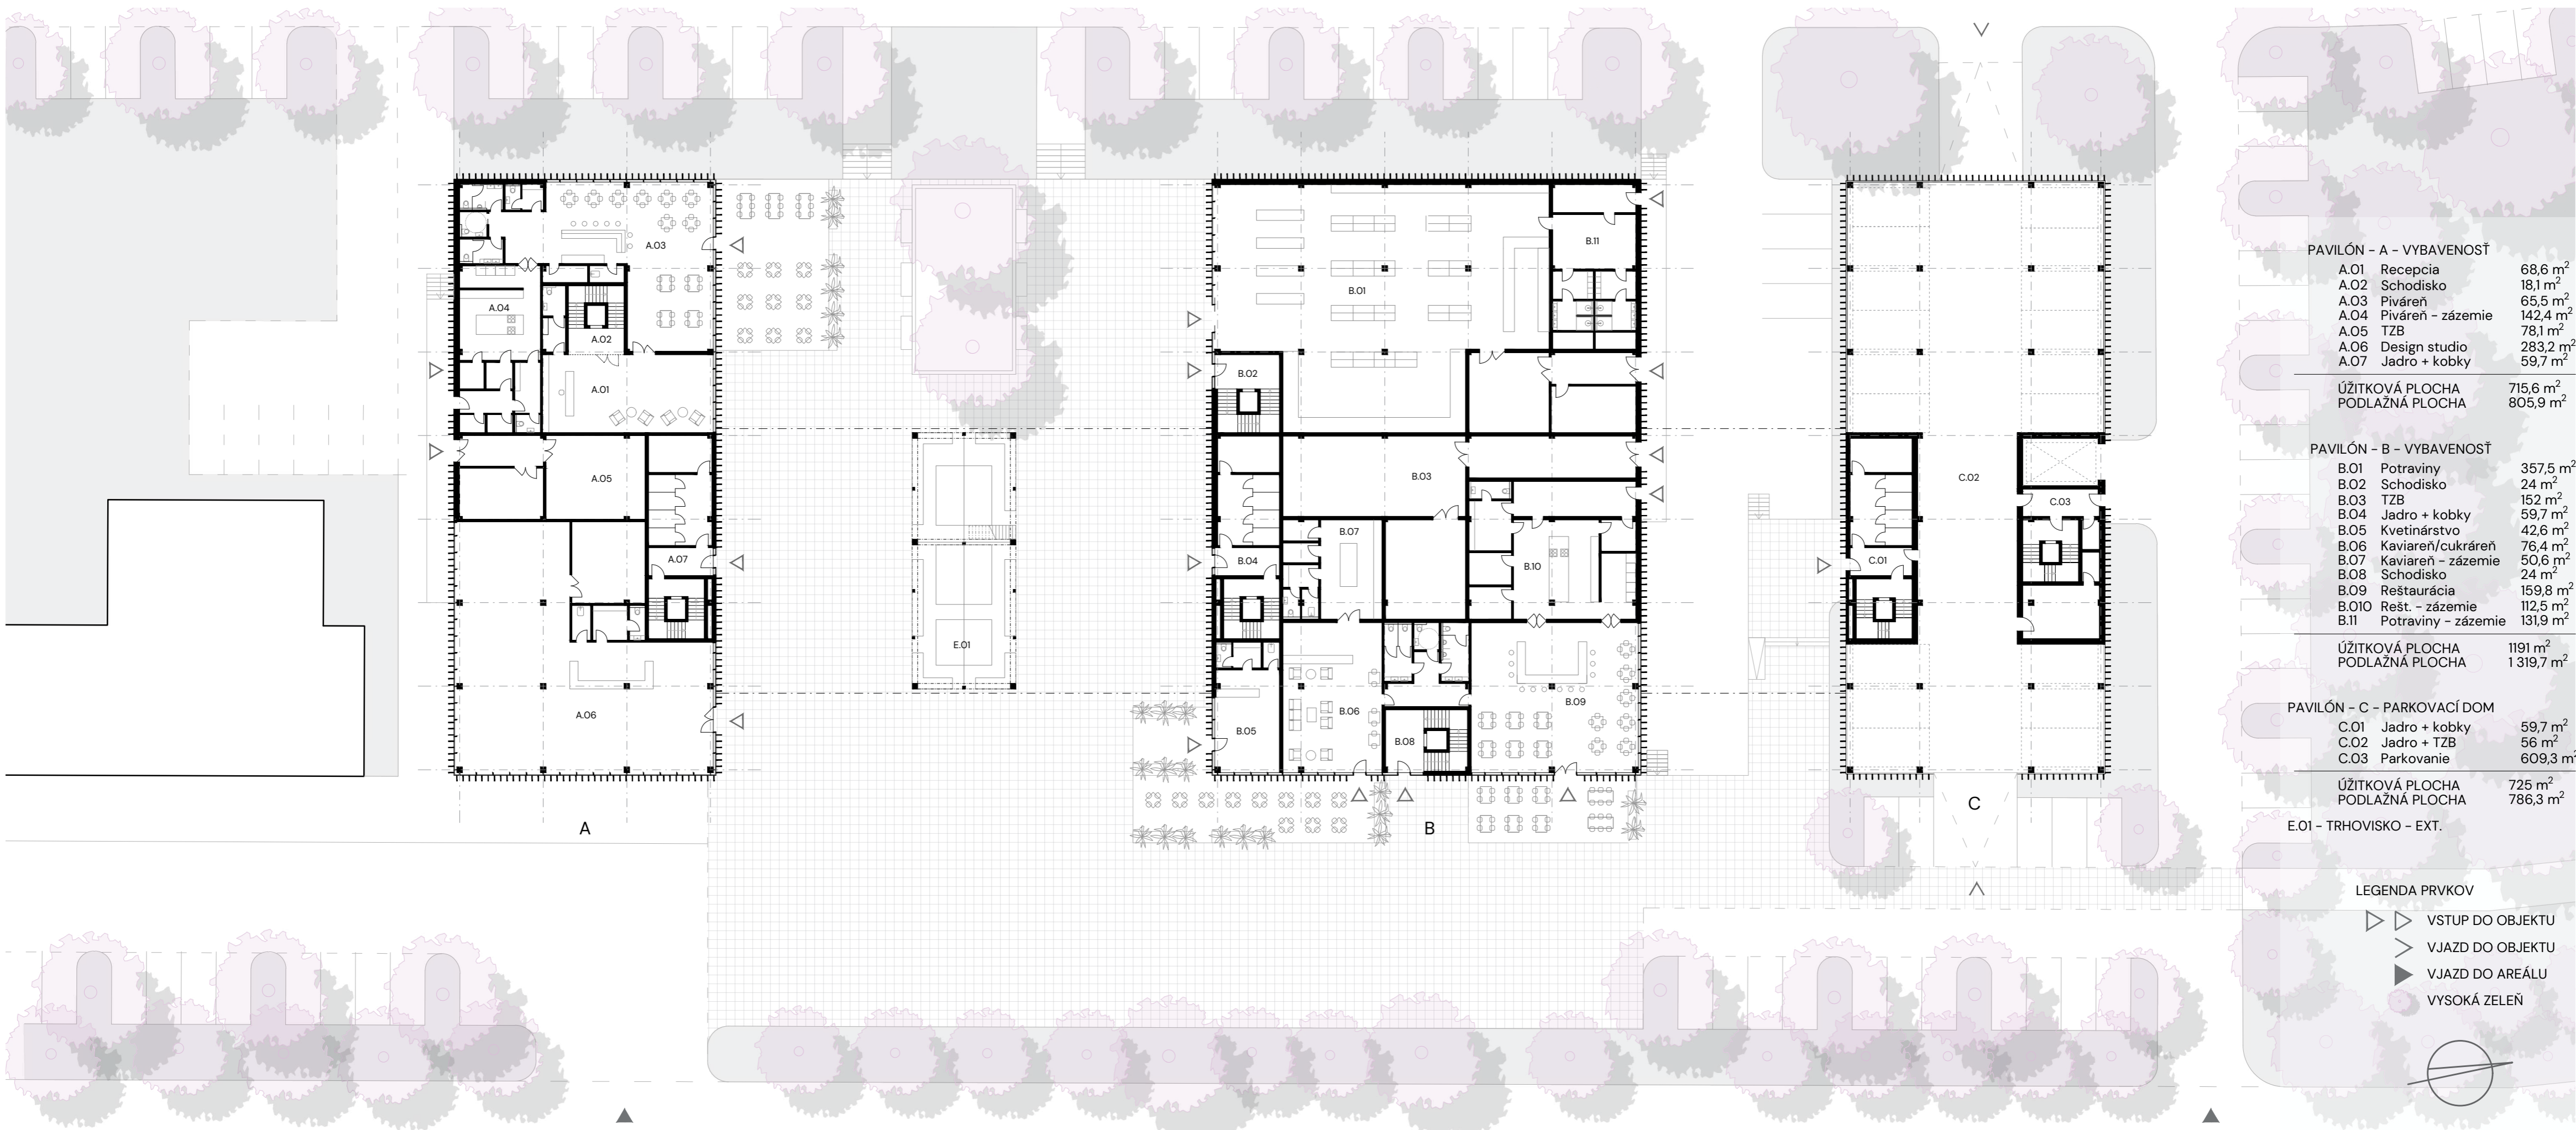 A.03
A.04
A.02
A.01
A.05
A.07
A.06
A
E.01
B.11
B.01
B.02
B.03
B.07
B.04
B.10
B.09
B.06
B.05
B.08
B
C.02
C.03
C.01
C
PAVILÓN – A – VYBAVENOSŤ
A.01 Recepcia 68,6 m²
A.02 Schodisko 18,1 m²
A.03 Piváreň 65,5 m²
A.04 Piváreň – zázemie 142,4 m²
A.05 TZB 78,1 m²
A.06 Design studio 283,2 m²
A.07 Jadro + kobky 59,7 m²
ÚŽITKOVÁ PLOCHA 715,6 m²
PODLAŽNÁ PLOCHA 805,9 m²
PAVILÓN – B – VYBAVENOSŤ
B.01 Potraviny 357,5 m²
B.02 Schodisko 24 m²
B.03 TZB 152 m²
B.04 Jadro + kobky 59,7 m²
B.05 Kvetinárstvo 42,6 m²
B.06 Kaviareň/cukráreň 76,4 m²
B.07 Kaviareň – zázemie 50,6 m²
B.08 Schodisko 24 m²
B.09 Reštaurácia 159,8 m²
B.010 Rešt. – zázemie 112,5 m²
B.11 Potraviny – zázemie 131,9 m²
ÚŽITKOVÁ PLOCHA 1191 m²
PODLAŽNÁ PLOCHA 1 319,7 m²
PAVILÓN – C – PARKOVACÍ DOM
C.01 Jadro + kobky 59,7 m²
C.02 Jadro + TZB 56 m²
C.03 Parkovanie 609,3 m²
ÚŽITKOVÁ PLOCHA 725 m²
PODLAŽNÁ PLOCHA 786,3 m²
E.01 – TRHOVISKO – EXT.
LEGENDA PRVKOV
VSTUP DO OBJEKTU
VJAZD DO OBJEKTU
VJAZD DO AREÁLU
VYSOKÁ ZELEŇ